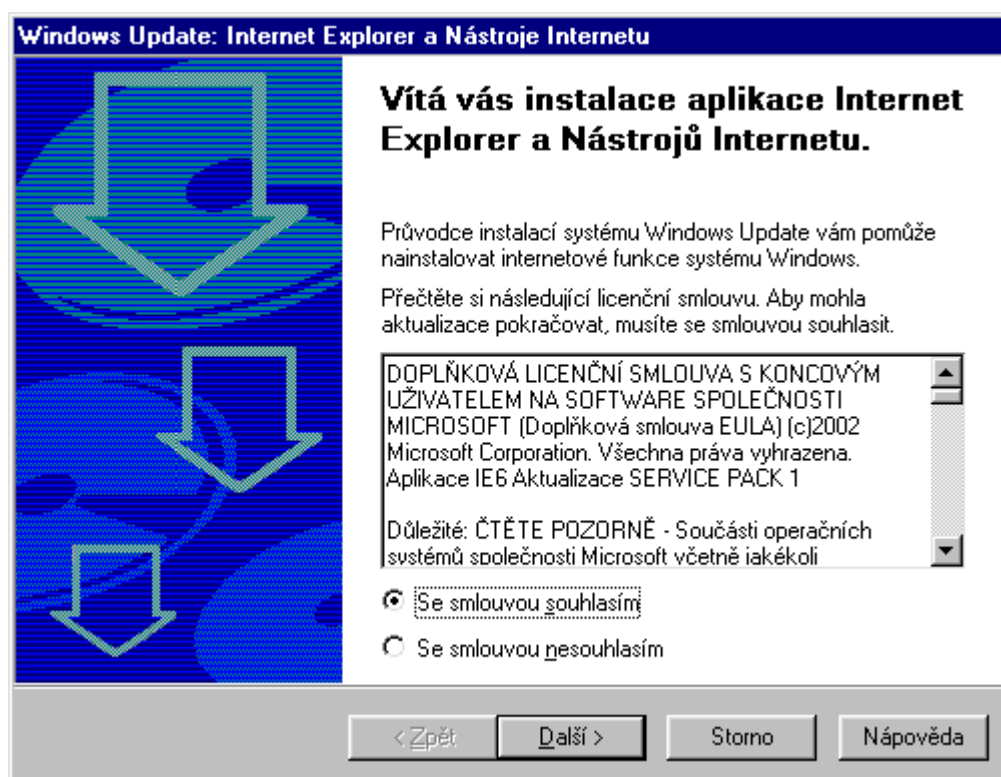 Windows Update: Internet Explorer a Nástroje Internetu
Vítá vás instalace aplikace Internet
Explorer a Nástrojů Internetu.
Průvodce instalací systému Windows Update vám pomůže
nainstalovat internetové funkce systému Windows.
Přečtěte si následující licenční smlouvu. Aby mohla
aktualizace pokračovat, musíte se smlouvou souhlasit.
DOPLŇKOVÁ LICENČNÍ SMLOUVA S KONCOVÝM
UŽIVATELEM NA SOFTWARE SPOLEČNOSTI
MICROSOFT (Doplňková smlouva EULA) (c)2002
Microsoft Corporation. Všechna práva vyhrazena.
Aplikace IE6 Aktualizace SERVICE PACK 1
Důležité: ČTĚTE POZORNĚ - Součásti operačních
systémů společnosti Microsoft včetně jakékoli
Se smlouvou souhlasím
Se smlouvou nesouhlasím
< Zpět
Další >
Storno
Nápověda